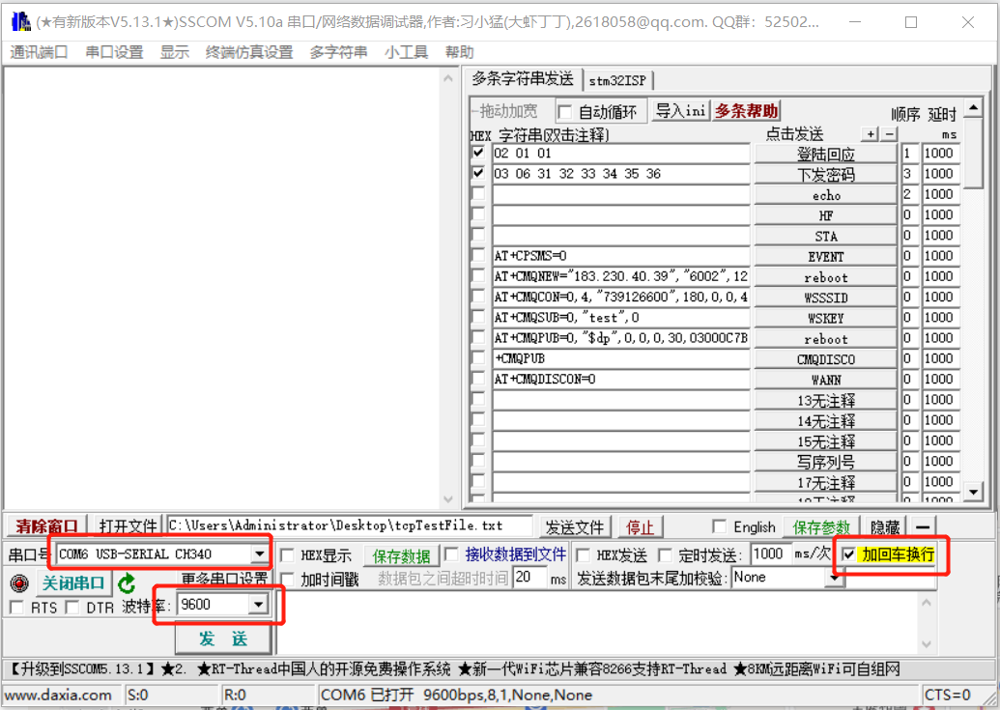 (★有新版本V5.13.1★)SSCOM V5.10a 串口/网络数据调试器,作者:习小猛(大虾丁丁),2618058@qq.com. QQ群: 52502...
通讯端口 串口设置 显示 终端仿真设置 多字符串 小工具 帮助
多条字符串发送 stm32ISP
拖动加宽 自动循环 导入ini 多条帮助 顺序 延时
HEX 字符串(双击注释) 点击发送 + - ms
02 01 01 登陆回应 1 1000
03 06 31 32 33 34 35 36 下发密码 3 1000
echo 2 1000
HF 0 1000
STA 0 1000
AT+CPSMS=0 EVENT 0 1000
AT+CMQNEW="183.230.40.39","6002",12 reboot 0 1000
AT+CMQCON=0,4,"739126600",180,0,0,4 WSSSID 0 1000
AT+CMQSUB=0,"test",0 WSKEY 0 1000
AT+CMQPUB=0,"$dp",0,0,0,30,03000C7B reboot 0 1000
+CMQPUB CMQDISCO 0 1000
AT+CMQDISCON=0 WANN 0 1000
13无注释 0 1000
14无注释 0 1000
15无注释 0 1000
写序列号 0 1000
17无注释 0 1000
清除窗口 打开文件 C:\Users\Administrator\Desktop\tcpTestFile.txt 发送文件 停止 English 保存参数 隐藏 —
串口号 COM6 USB-SERIAL CH340 HEX显示 保存数据 接收数据到文件 HEX发送 定时发送: 1000 ms/次 加回车换行
关闭串口 更多串口设置 加时间戳 数据包之间超时时间 20 ms 发送数据包末尾加校验: None
RTS DTR 波特率: 9600
发 送
【升级到SSCOM5.13.1】★2. ★RT-Thread中国人的开源免费操作系统 ★新一代WiFi芯片兼容8266支持RT-Thread ★8KM远距离WiFi可自组网
www.daxia.com S:0 R:0 COM6 已打开 9600bps,8,1,None,None CTS=0